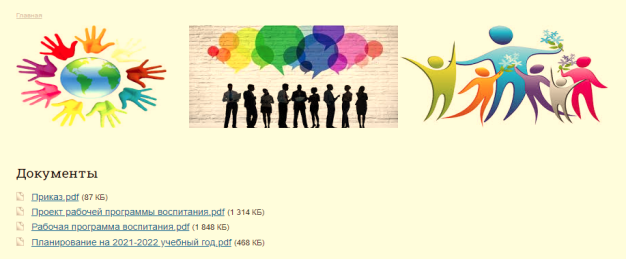 Главная
Документы
Приказ.pdf (87 КБ)
Проект рабочей программы воспитания.pdf (1 314 КБ)
Рабочая программа воспитания.pdf (1 848 КБ)
Планирование на 2021-2022 учебный год.pdf (468 КБ)